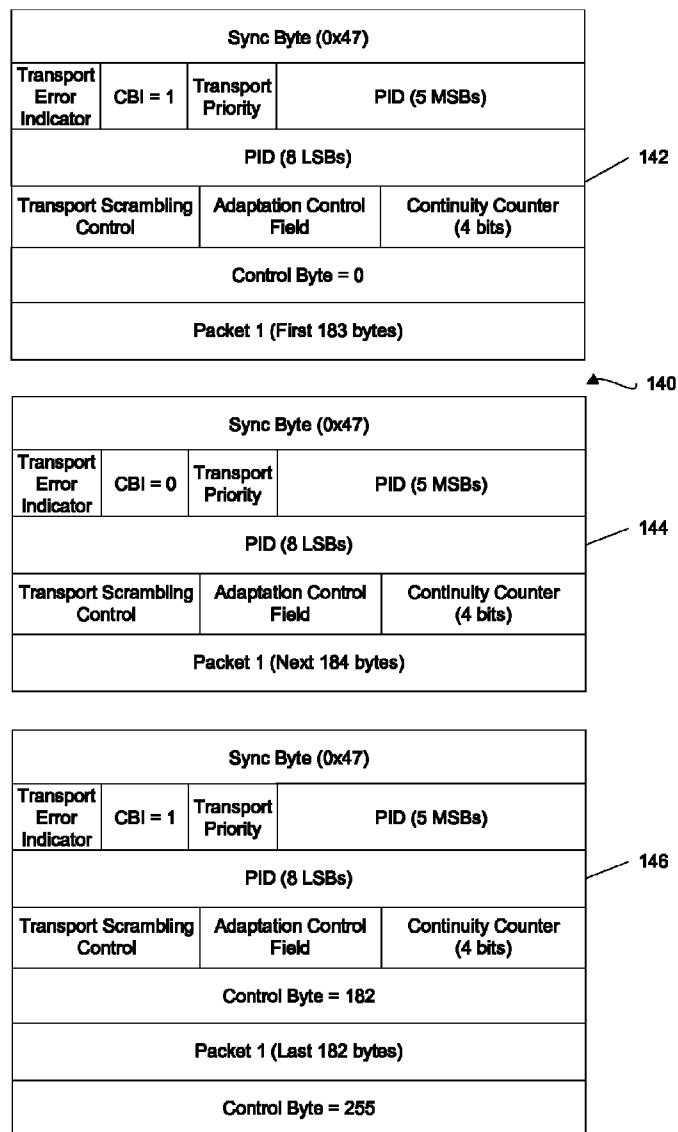 Sync Byte (0x47)
Transport Error Indicator
CBI = 1
Transport Priority
PID (5 MSBs)
PID (8 LSBs)
142
Transport Scrambling Control
Adaptation Control Field
Continuity Counter (4 bits)
Control Byte = 0
Packet 1 (First 183 bytes)
140
Sync Byte (0x47)
Transport Error Indicator
CBI = 0
Transport Priority
PID (5 MSBs)
PID (8 LSBs)
144
Transport Scrambling Control
Adaptation Control Field
Continuity Counter (4 bits)
Packet 1 (Next 184 bytes)
Sync Byte (0x47)
Transport Error Indicator
CBI = 1
Transport Priority
PID (5 MSBs)
PID (8 LSBs)
146
Transport Scrambling Control
Adaptation Control Field
Continuity Counter (4 bits)
Control Byte = 182
Packet 1 (Last 182 bytes)
Control Byte = 255